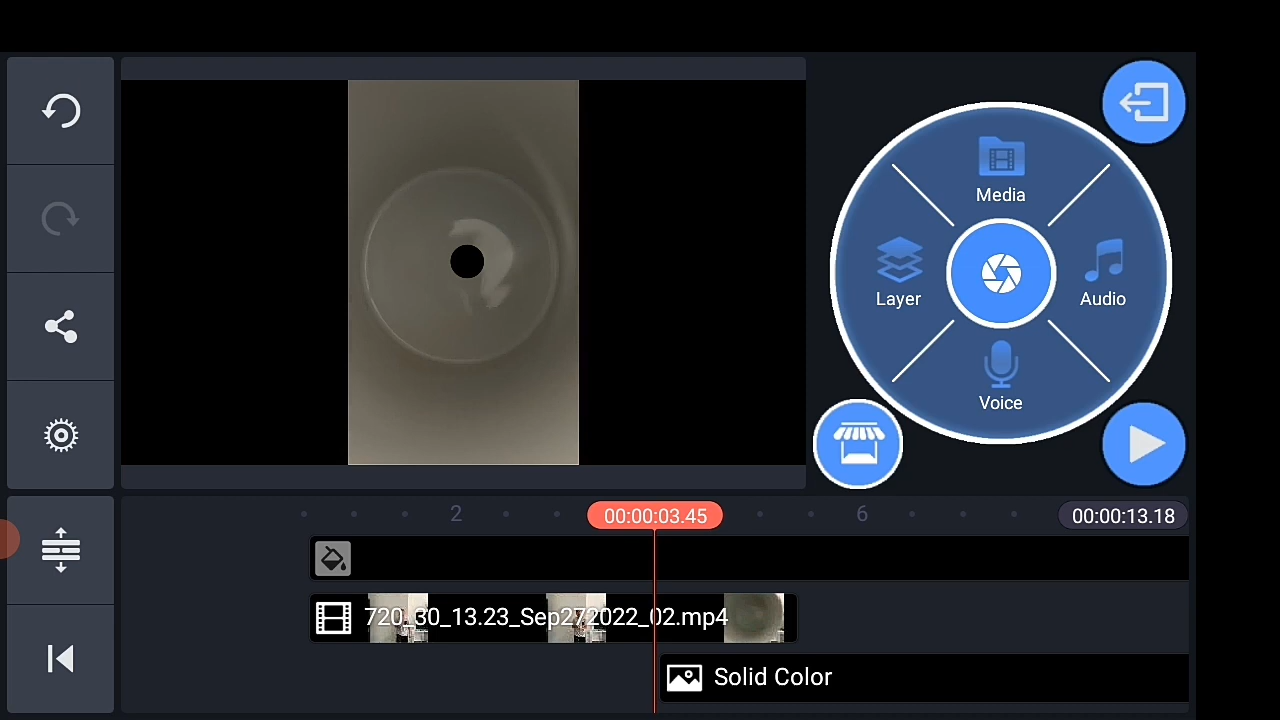 Media
Layer
Audio
Voice
2
00:00:03.45
6
00:00:13.18
720_30_13.23_Sep272022_02.mp4
Solid Color